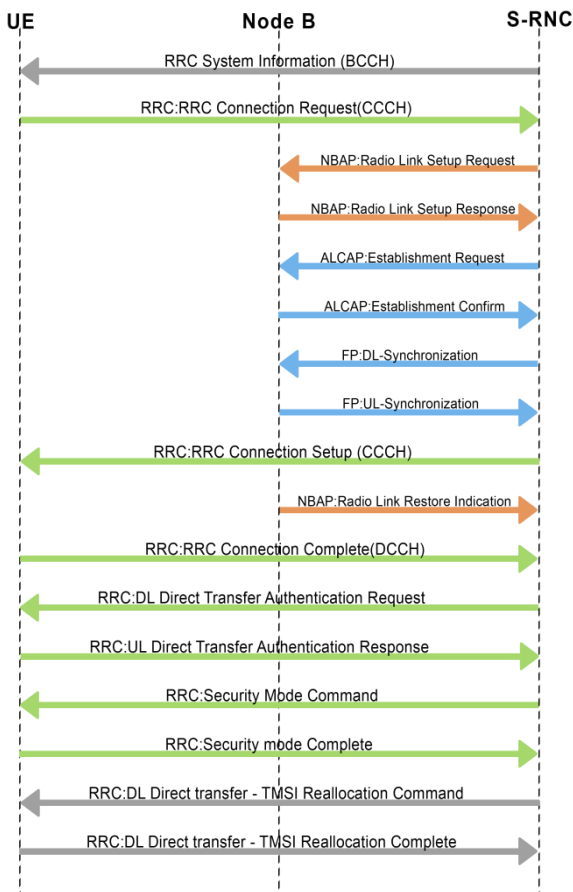 UE Node B S-RNC
RRC System Information (BCCH)
RRC:RRC Connection Request(CCCH)
NBAP:Radio Link Setup Request
NBAP:Radio Link Setup Response
ALCAP:Establishment Request
ALCAP:Establishment Confirm
FP:DL-Synchronization
FP:UL-Synchronization
RRC:RRC Connection Setup (CCCH)
NBAP:Radio Link Restore Indication
RRC:RRC Connection Complete(DCCH)
RRC:DL Direct Transfer Authentication Request
RRC:UL Direct Transfer Authentication Response
RRC:Security Mode Command
RRC:Security mode Complete
RRC:DL Direct transfer - TMSI Reallocation Command
RRC:DL Direct transfer - TMSI Reallocation Complete